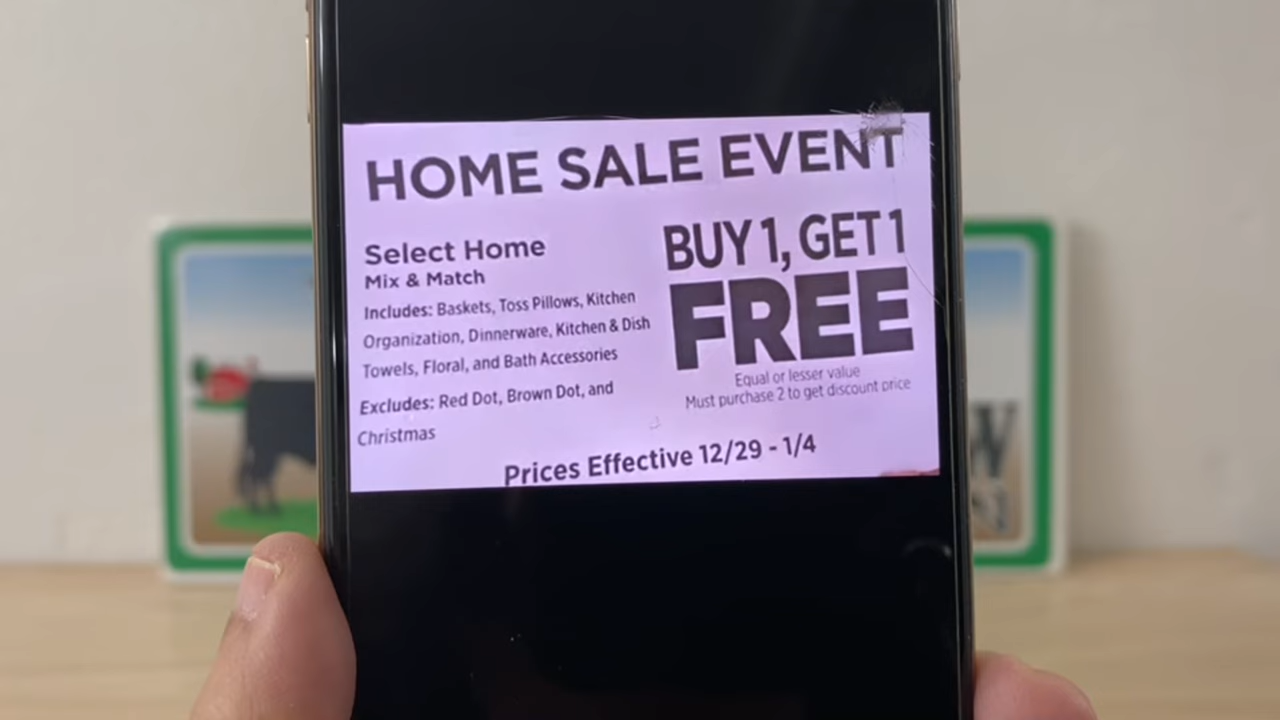 HOME SALE EVENT
Select Home
Mix & Match
Includes: Baskets, Toss Pillows, Kitchen
Organization, Dinnerware, Kitchen & Dish
Towels, Floral, and Bath Accessories
Excludes: Red Dot, Brown Dot, and
Christmas
BUY 1, GET 1
FREE
Equal or lesser value
Must purchase 2 to get discount price
Prices Effective 12/29 - 1/4